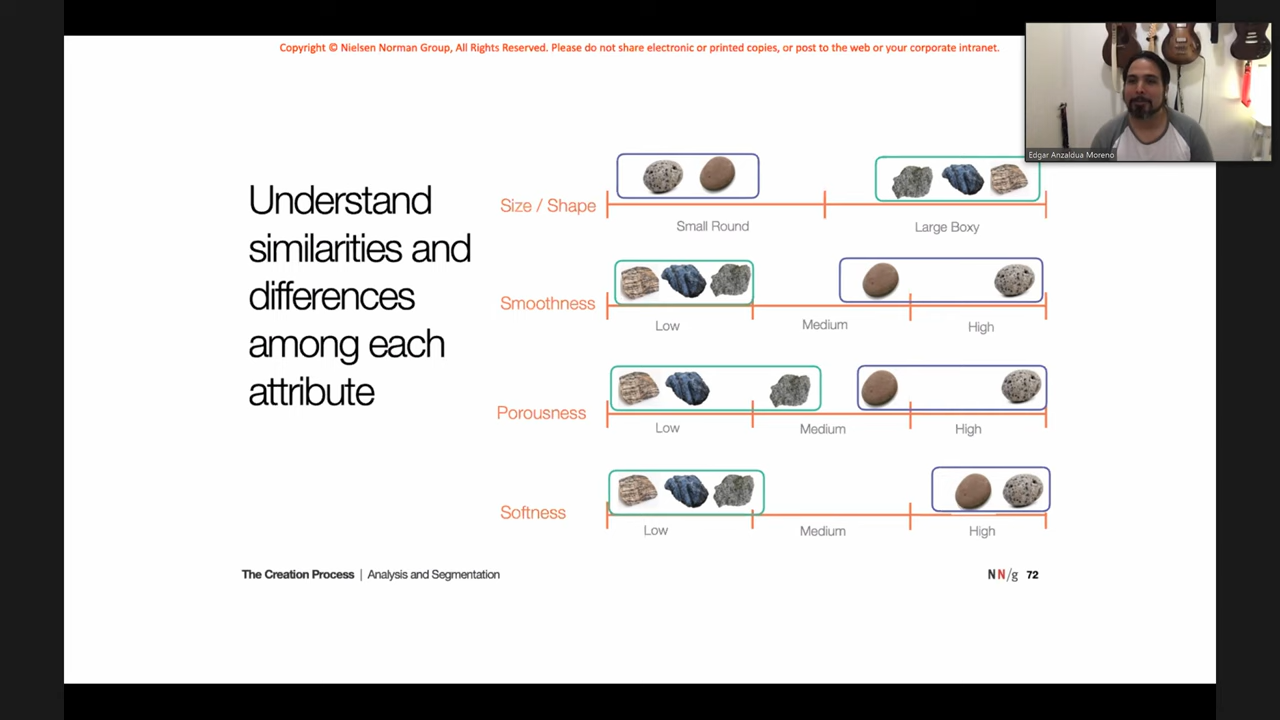 Copyright © Nielsen Norman Group, All Rights Reserved. Please do not share electronic or printed copies, or post to the web or your corporate intranet.
Edgar Anzaldua Moreno
Understand
similarities and
differences
among each
attribute
Size / Shape
Small Round
Large Boxy
Smoothness
Low
Medium
High
Porousness
Low
Medium
High
Softness
Low
Medium
High
The Creation Process | Analysis and Segmentation
NN/g 72